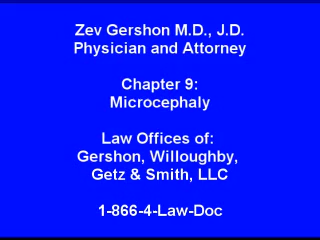 Zev Gershon M.D., J.D.
Physician and Attorney
Chapter 9:
Microcephaly
Law Offices of:
Gershon, Willoughby,
Getz & Smith, LLC
1-866-4-Law-Doc